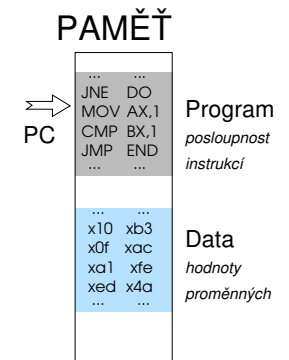 PAMĚŤ
... ...
JNE DO
MOV AX,1
CMP BX,1
JMP END
... ...
PC
Program
posloupnost
instrukcí
... ...
x10 xb3
x0f xac
xa1 xfe
xed x4a
... ...
Data
hodnoty
proměnných